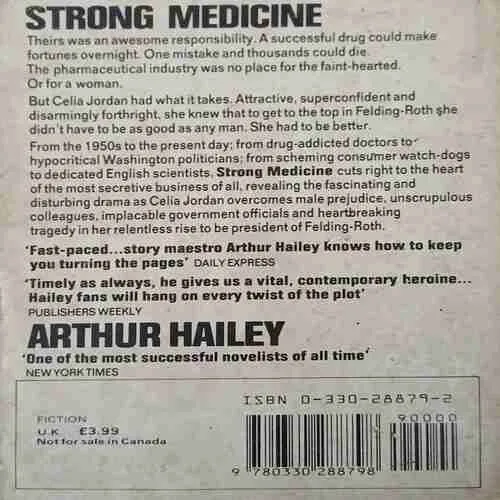 STRONG MEDICINE
Theirs was an awesome responsibility. A successful drug could make
fortunes overnight. One mistake and thousands could die.
The pharmaceutical industry was no place for the faint-hearted.
Or for a woman.
But Celia Jordan had what it takes. Attractive, superconfident and
disarmingly forthright, she knew that to get to the top in Felding-Roth she
didn't have to be as good as any man. She had to be better.
From the 1950s to the present day; from drug-addicted doctors to
hypocritical Washington politicians; from scheming consumer watch-dogs
to dedicated English scientists, Strong Medicine cuts right to the heart
of the most secretive business of all, revealing the fascinating and
disturbing drama as Celia Jordan overcomes male prejudice, unscrupulous
colleagues, implacable government officials and heartbreaking
tragedy in her relentless rise to be president of Felding-Roth.
'Fast-paced...story maestro Arthur Hailey knows how to keep
you turning the pages' DAILY EXPRESS
'Timely as always, he gives us a vital, contemporary heroine...
Hailey fans will hang on every twist of the plot'
PUBLISHERS WEEKLY
ARTHUR HAILEY
'One of the most successful novelists of all time'
NEW YORK TIMES
ISBN 0-330-28879-2
90000
FICTION
U.K. £3.99
Not for sale in Canada
9 780330 288798